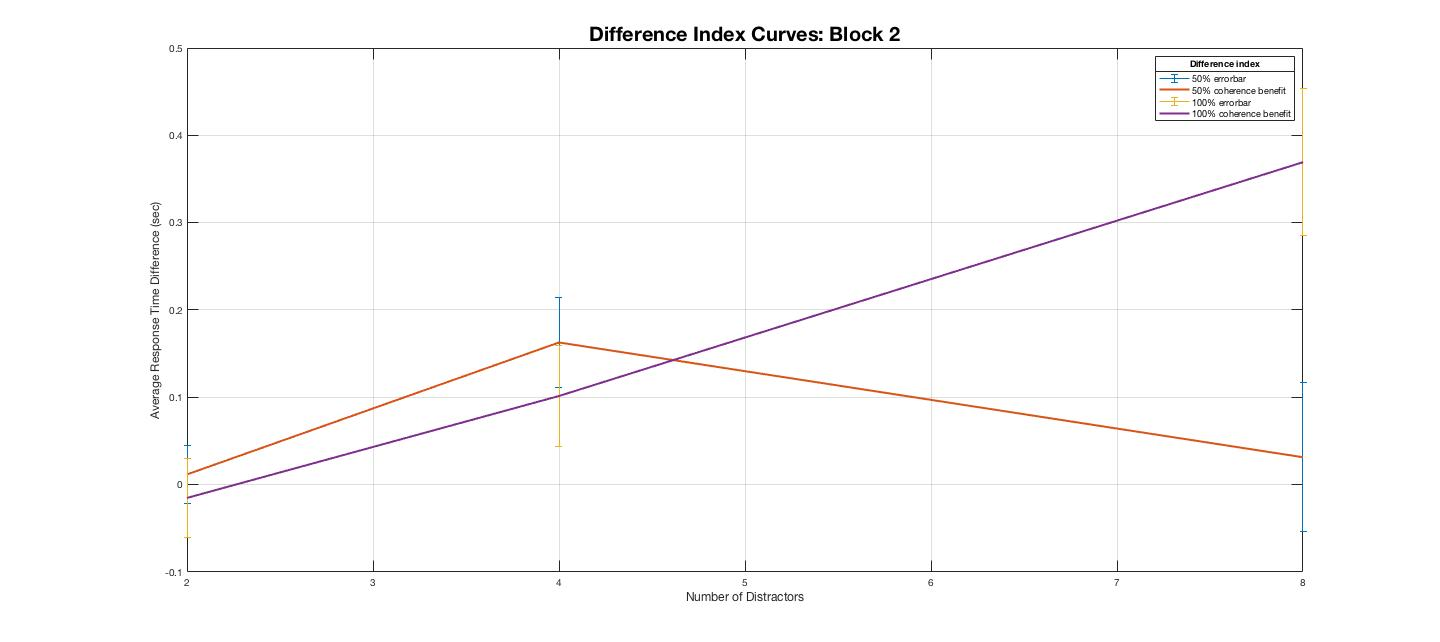 Difference Index Curves: Block 2
Difference index
50% errorbar
50% coherence benefit
100% errorbar
100% coherence benefit
Average Response Time Difference (sec)
0.5
0.4
0.3
0.2
0.1
0
-0.1
2 3 4 5 6 7 8
Number of Distractors